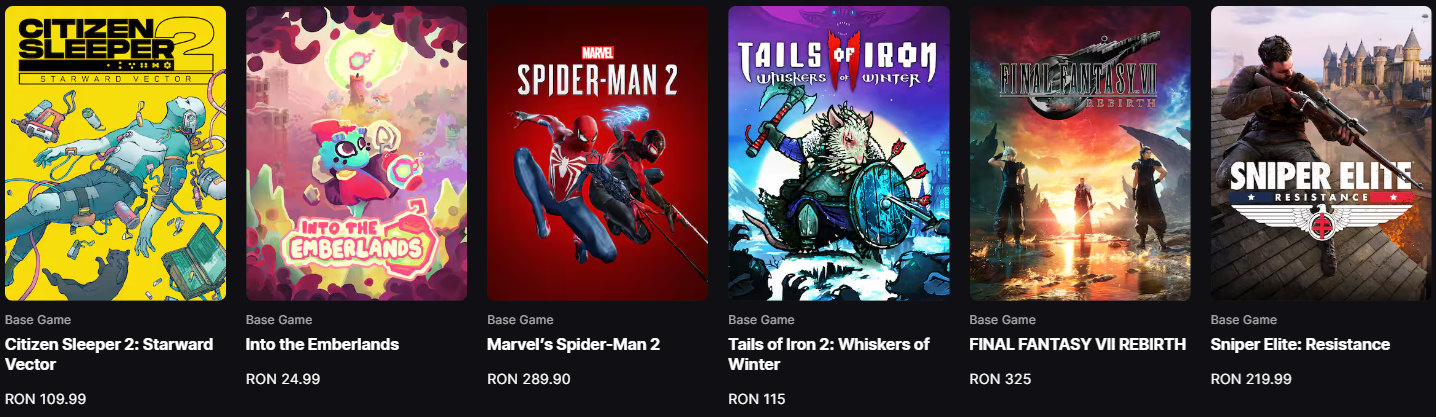 CITIZEN
SLEEPER 2
STARWARD VECTOR
INTO THE
EMBERLANDS
MARVEL
SPIDER-MAN 2
TAILS OF IRON
WHISKERS OF WINTER
FINAL FANTASY VII
REBIRTH
SNIPER ELITE
RESISTANCE
Base Game
Citizen Sleeper 2: Starward
Vector
RON 109.99
Base Game
Into the Emberlands
RON 24.99
Base Game
Marvel’s Spider-Man 2
RON 289.90
Base Game
Tails of Iron 2: Whiskers of
Winter
RON 115
Base Game
FINAL FANTASY VII REBIRTH
RON 325
Base Game
Sniper Elite: Resistance
RON 219.99